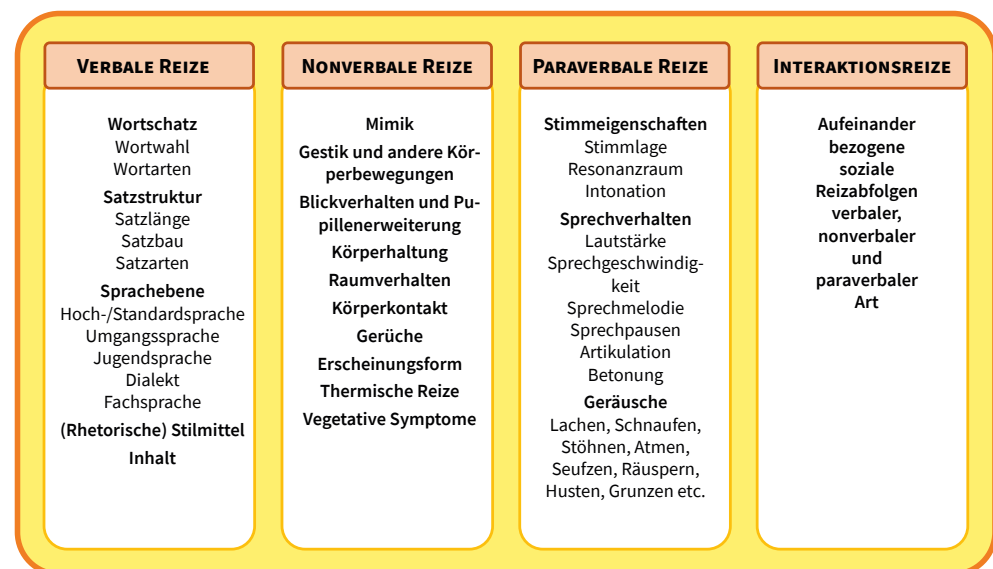 VERBALE REIZE
Wortschatz
Wortwahl
Wortarten
Satzstruktur
Satzlänge
Satzbau
Satzarten
Sprachebene
Hoch-/Standardsprache
Umgangssprache
Jugendsprache
Dialekt
Fachsprache
(Rhetorische) Stilmittel
Inhalt
NONVERBALE REIZE
Mimik
Gestik und andere Kör-
perbewegungen
Blickverhalten und Pu-
pillenerweiterung
Körperhaltung
Raumverhalten
Körperkontakt
Gerüche
Erscheinungsform
Thermische Reize
Vegetative Symptome
PARAVERBALE REIZE
Stimmeigenschaften
Stimmlage
Resonanzraum
Intonation
Sprechverhalten
Lautstärke
Sprechgeschwindig-
keit
Sprechmelodie
Sprechpausen
Artikulation
Betonung
Geräusche
Lachen, Schnaufen,
Stöhnen, Atmen,
Seufzen, Räuspern,
Husten, Grunzen etc.
INTERAKTIONSREIZE
Aufeinander
bezogene
soziale
Reizabfolgen
verbaler,
nonverbaler
und
paraverbaler
Art